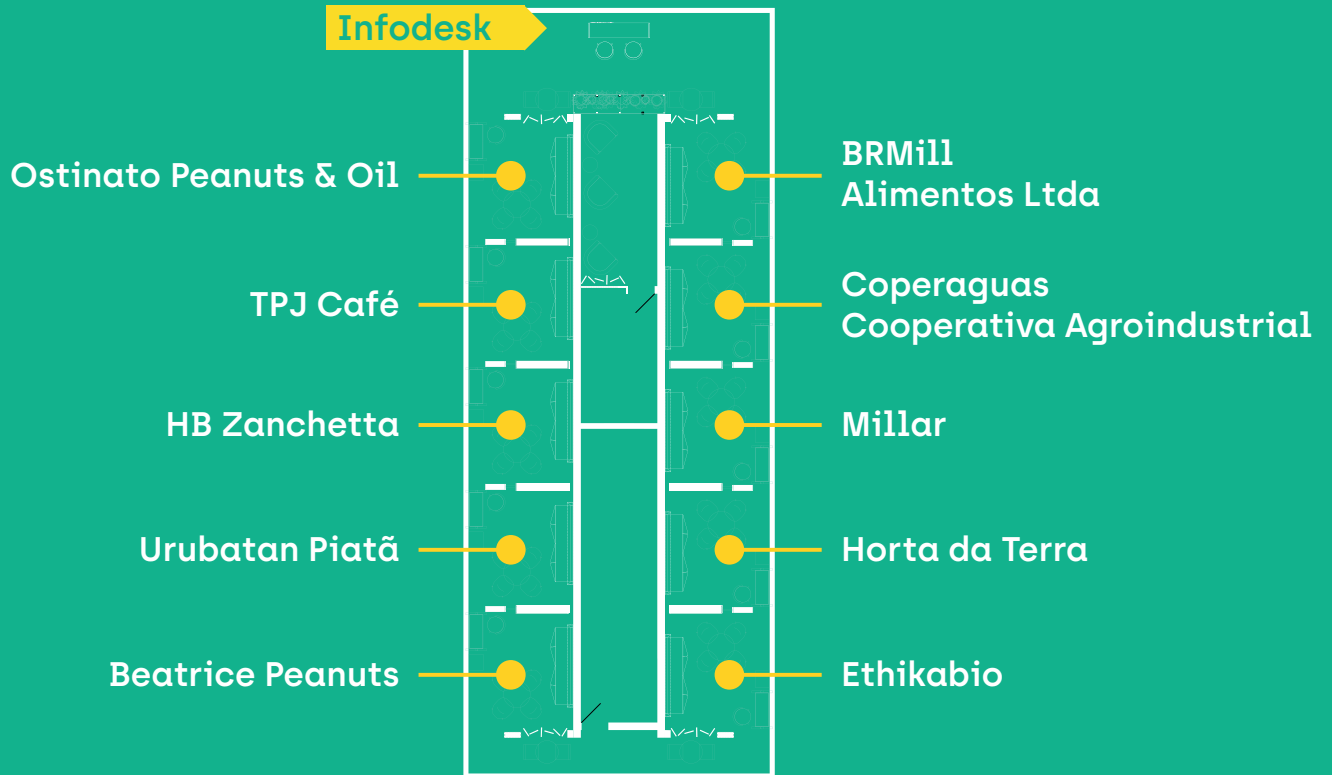 Infodesk
Ostinato Peanuts & Oil
TPJ Café
HB Zanchetta
Urubatan Piatã
Beatrice Peanuts
BRMill
Alimentos Ltda
Coperaguas
Cooperativa Agroindustrial
Millar
Horta da Terra
Ethikabio